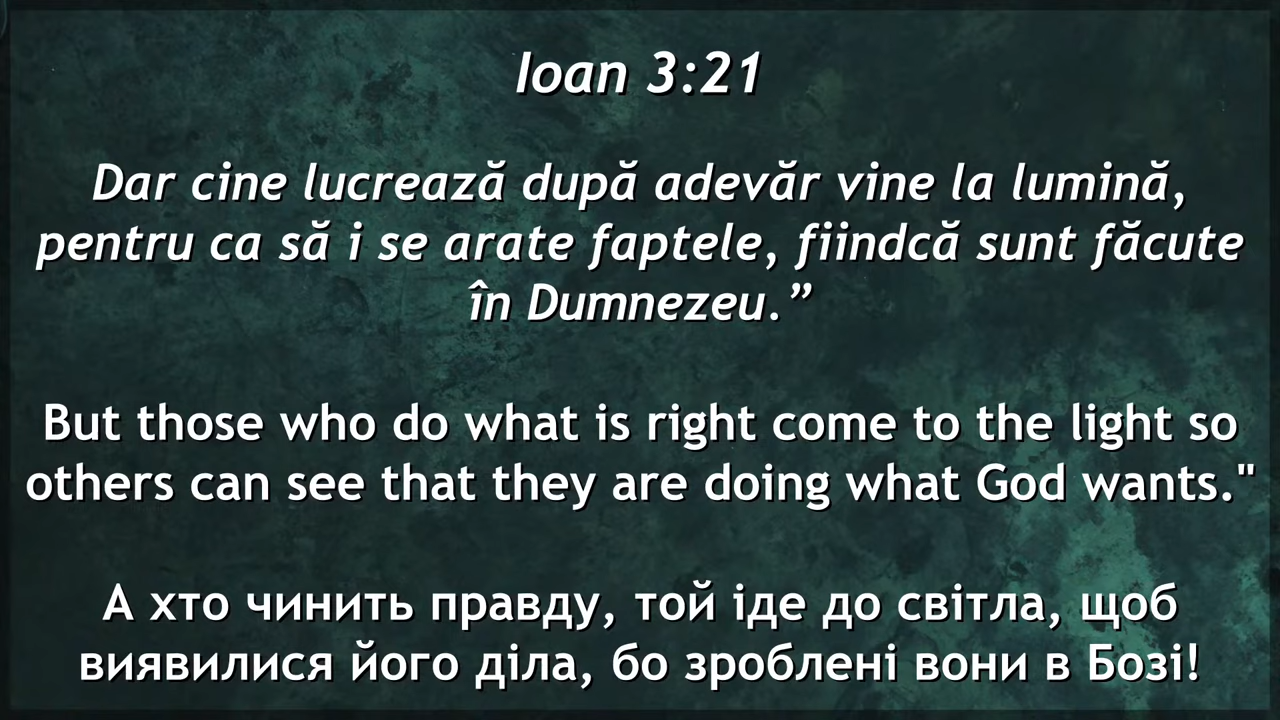 Ioan 3:21
Dar cine lucrează după adevăr vine la lumină,
pentru ca să i se arate faptele, fiindcă sunt făcute
în Dumnezeu.”
But those who do what is right come to the light so
others can see that they are doing what God wants."
А хто чинить правду, той іде до світла, щоб
виявилися його діла, бо зроблені вони в Бозі!